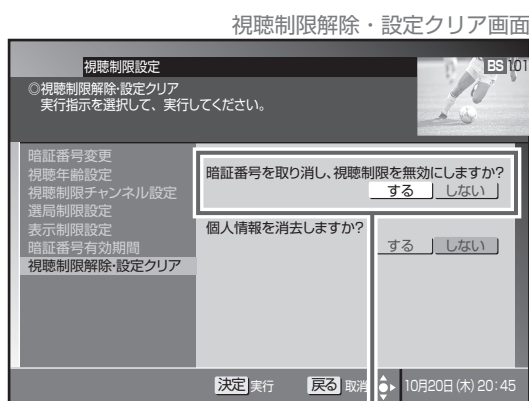 視聴制限解除・設定クリア画面
視聴制限設定
BS 101
◎視聴制限解除・設定クリア
実行指示を選択して、実行してください。
暗証番号変更
視聴年齢設定
視聴制限チャンネル設定
選局制限設定
表示制限設定
暗証番号有効期間
視聴制限解除・設定クリア
暗証番号を取り消し、視聴制限を無効にしますか?
する しない
個人情報を消去しますか?
する しない
決定 実行 戻る 取消 10月20日(木) 20:45